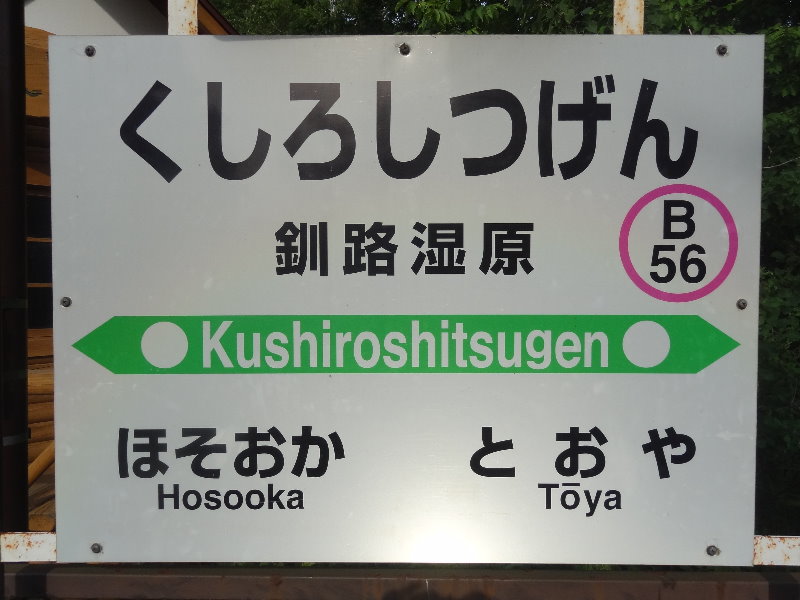 くしろしつげん
釧路湿原
B
56
Kushiroshitsugen
ほそおか
Hosooka
とおや
Tōya